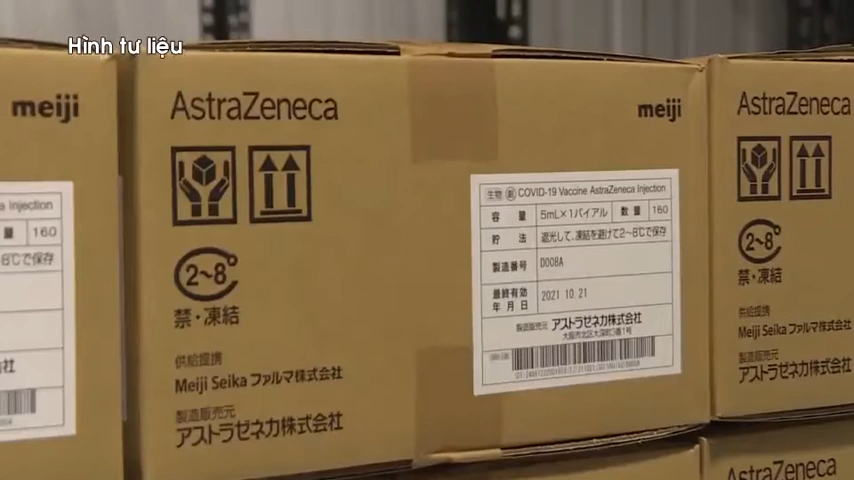 Hình tư liệu
meiji
a Injection
量 160
8℃で保存
社
AstraZeneca
meiji
2~8℃
禁・凍結
供給提携
Meiji Seika ファルマ株式会社
製造販売元
アストラゼネカ株式会社
生物 劇 COVID-19 Vaccine AstraZeneca Injection
容量 5mL×1バイアル 数量 160
貯法 遮光して、凍結を避けて2~8℃で保存
製造番号 D008A
最終有効年月日 2021 10.21
製造販売元 アストラゼネカ株式会社
大阪市北区大深町3番1号
AstraZeneca
2~8℃
禁・凍結
供給提携
Meiji Seika ファルマ株式会社
製造販売元
アストラゼネカ株式会
AstraZeneca